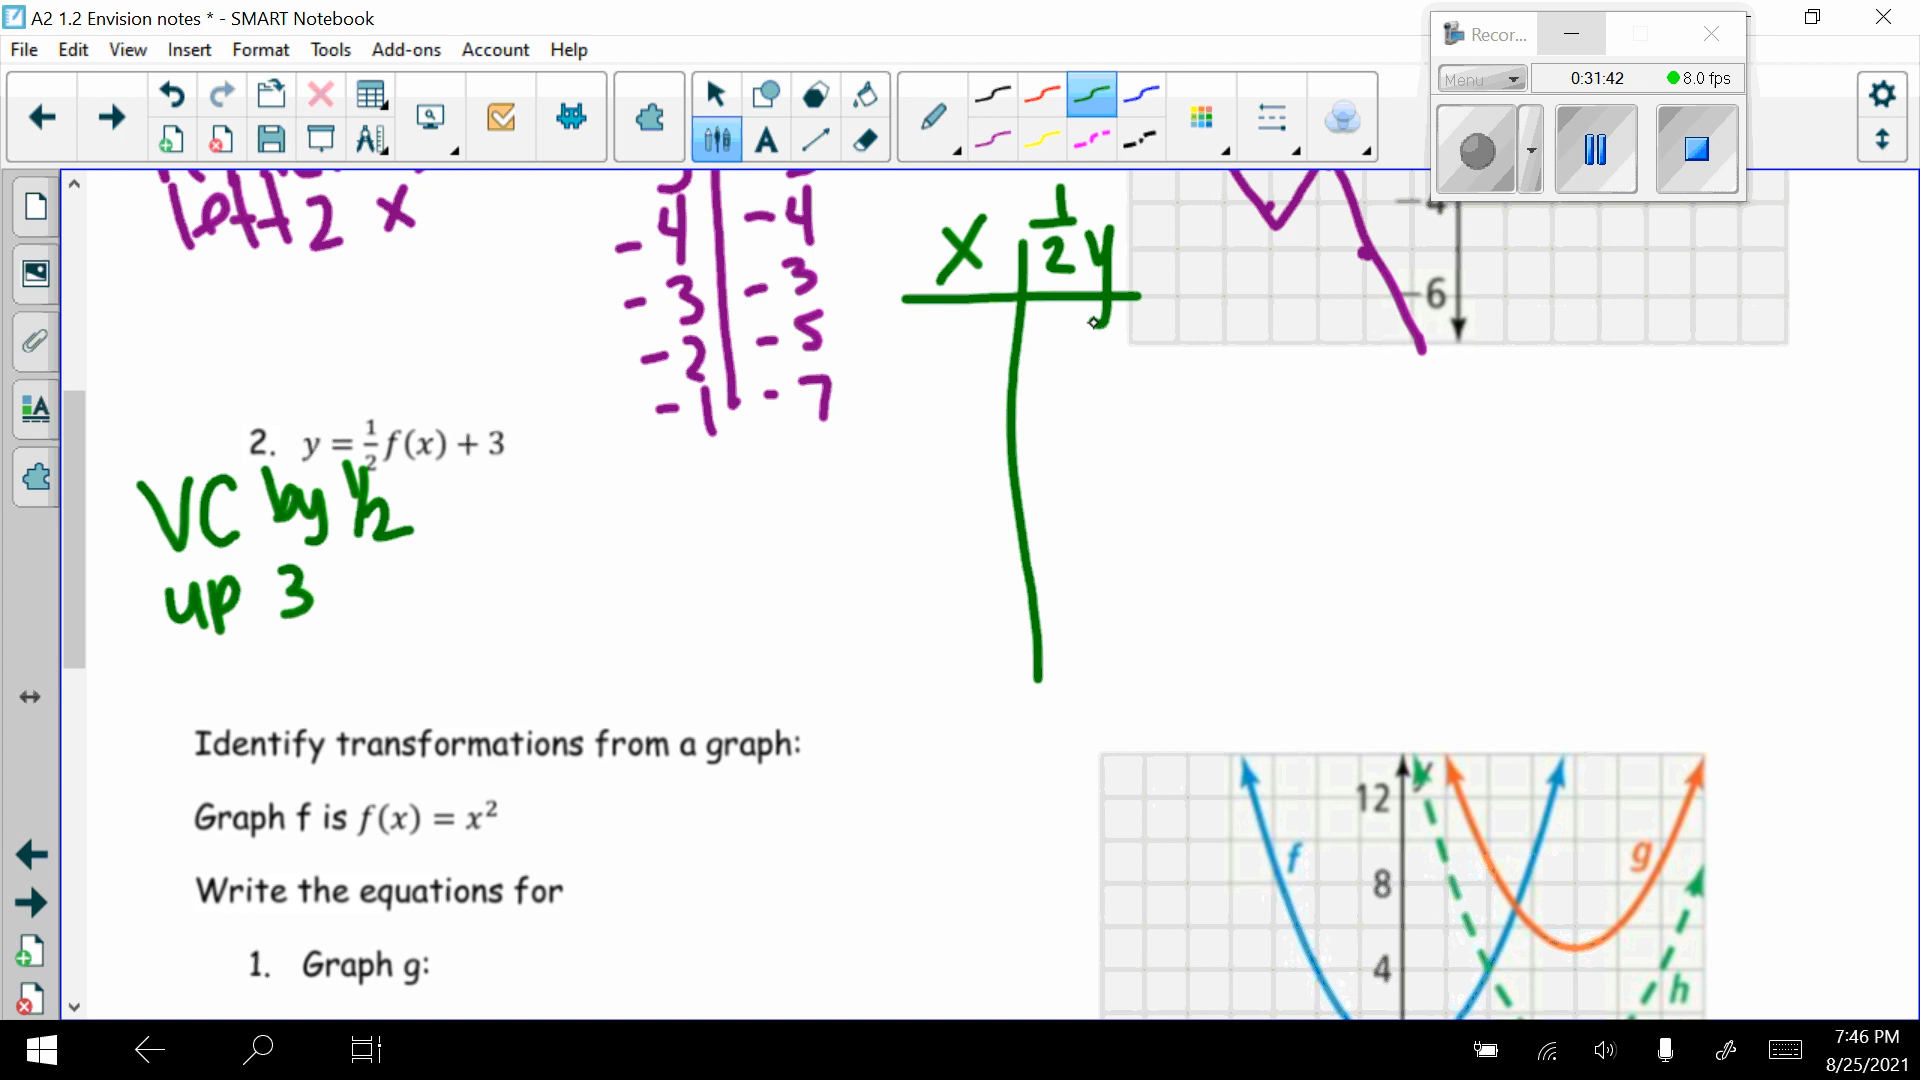 A2 1.2 Envision notes * - SMART Notebook
File Edit View Insert Format Tools Add-ons Account Help
Recor...
Menu
0:31:42
8.0 fps
left 2 x
-4 -4
-3 -3
-2 -5
-1 -7
x 1/2 y
-4
-6
2. y = 1/2 f(x) + 3
VC by 1/2
up 3
Identify transformations from a graph:
Graph f is f(x) = x²
Write the equations for
1. Graph g:
y
12
8
4
f
g
h
7:46 PM
8/25/2021